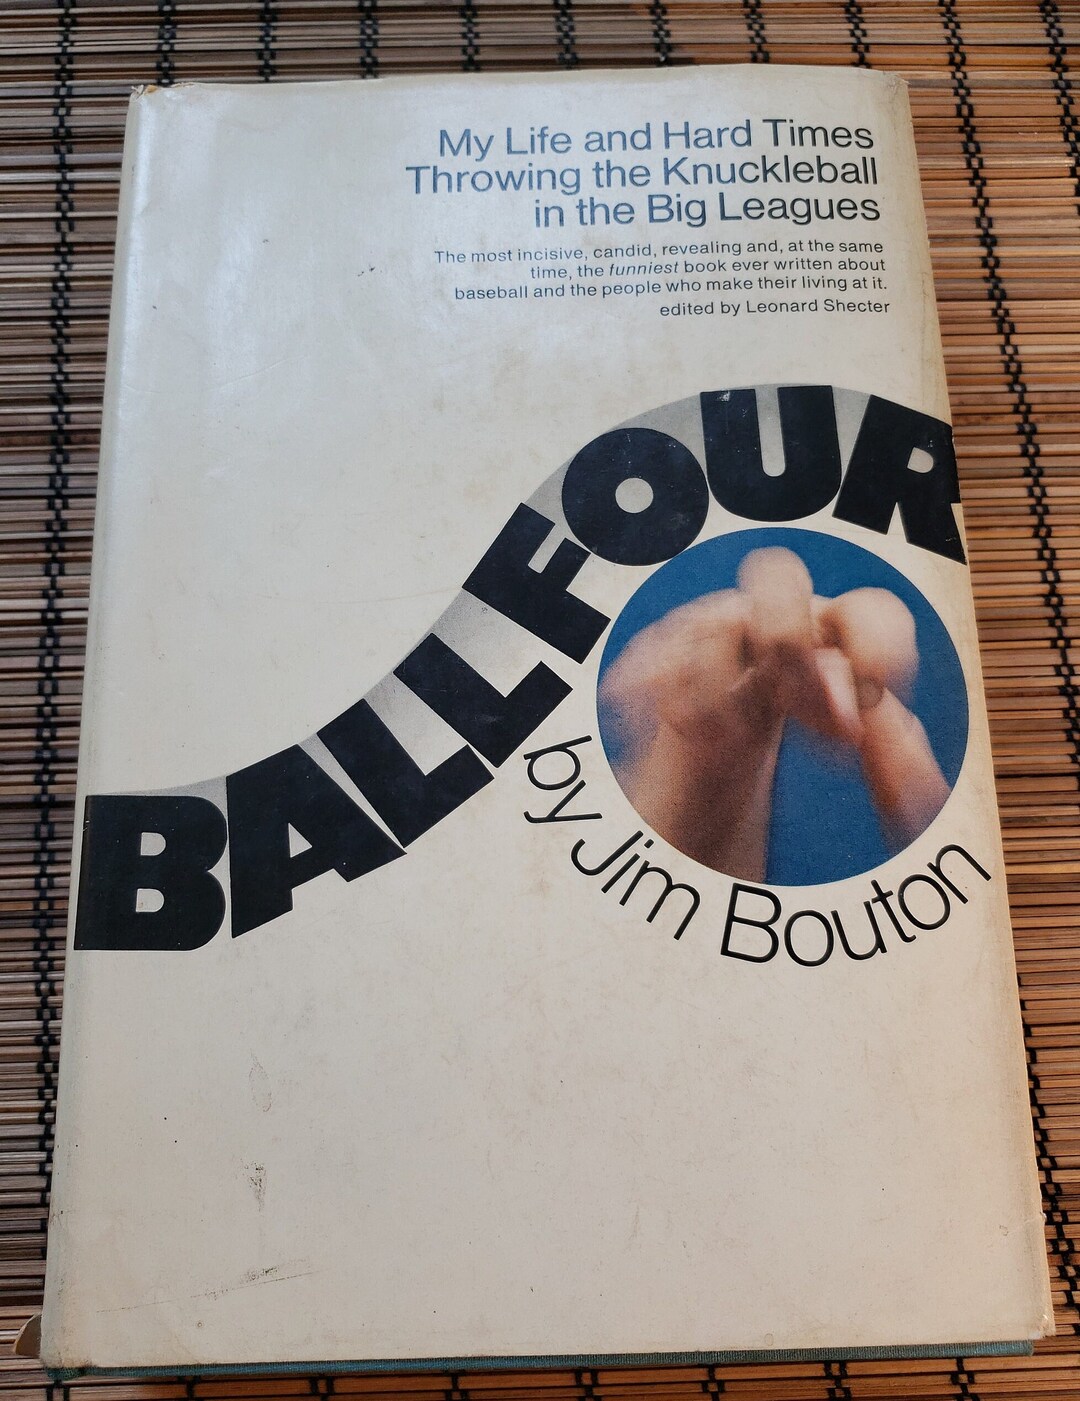 My Life and Hard Times
Throwing the Knuckleball
in the Big Leagues
The most incisive, candid, revealing and, at the same
time, the funniest book ever written about
baseball and the people who make their living at it.
edited by Leonard Shecter
BALL FOUR
by Jim Bouton